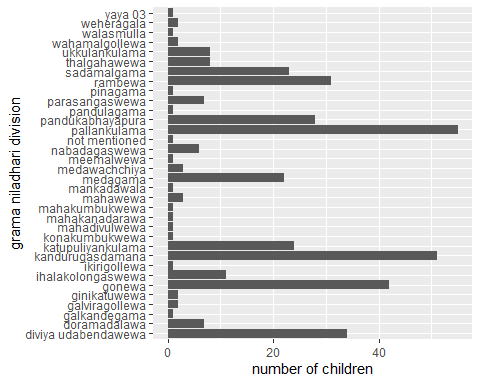 yaya 03
weheragala
walasmulla
wahamalgollewa
ukkulankulama
thalgahawewa
sadamalgama
rambewa
pinagama
parasangaswewa
pandulagama
pandukabhayapura
pallankulama
not mentioned
nabadagaswewa
meemalwewa
medawachchiya
medagama
mankadawala
mahawewa
mahakumbukwewa
mahakanadarawa
mahadivulwewa
konakumbukwewa
katupuliyankulama
kandurugasdamana
ikirigollewa
ihalakolongaswewa
gonewa
ginikatuwewa
galviragollewa
galkandegama
doramadalawa
diviya udabendawewa
grama niladhari division
0 20 40
number of children